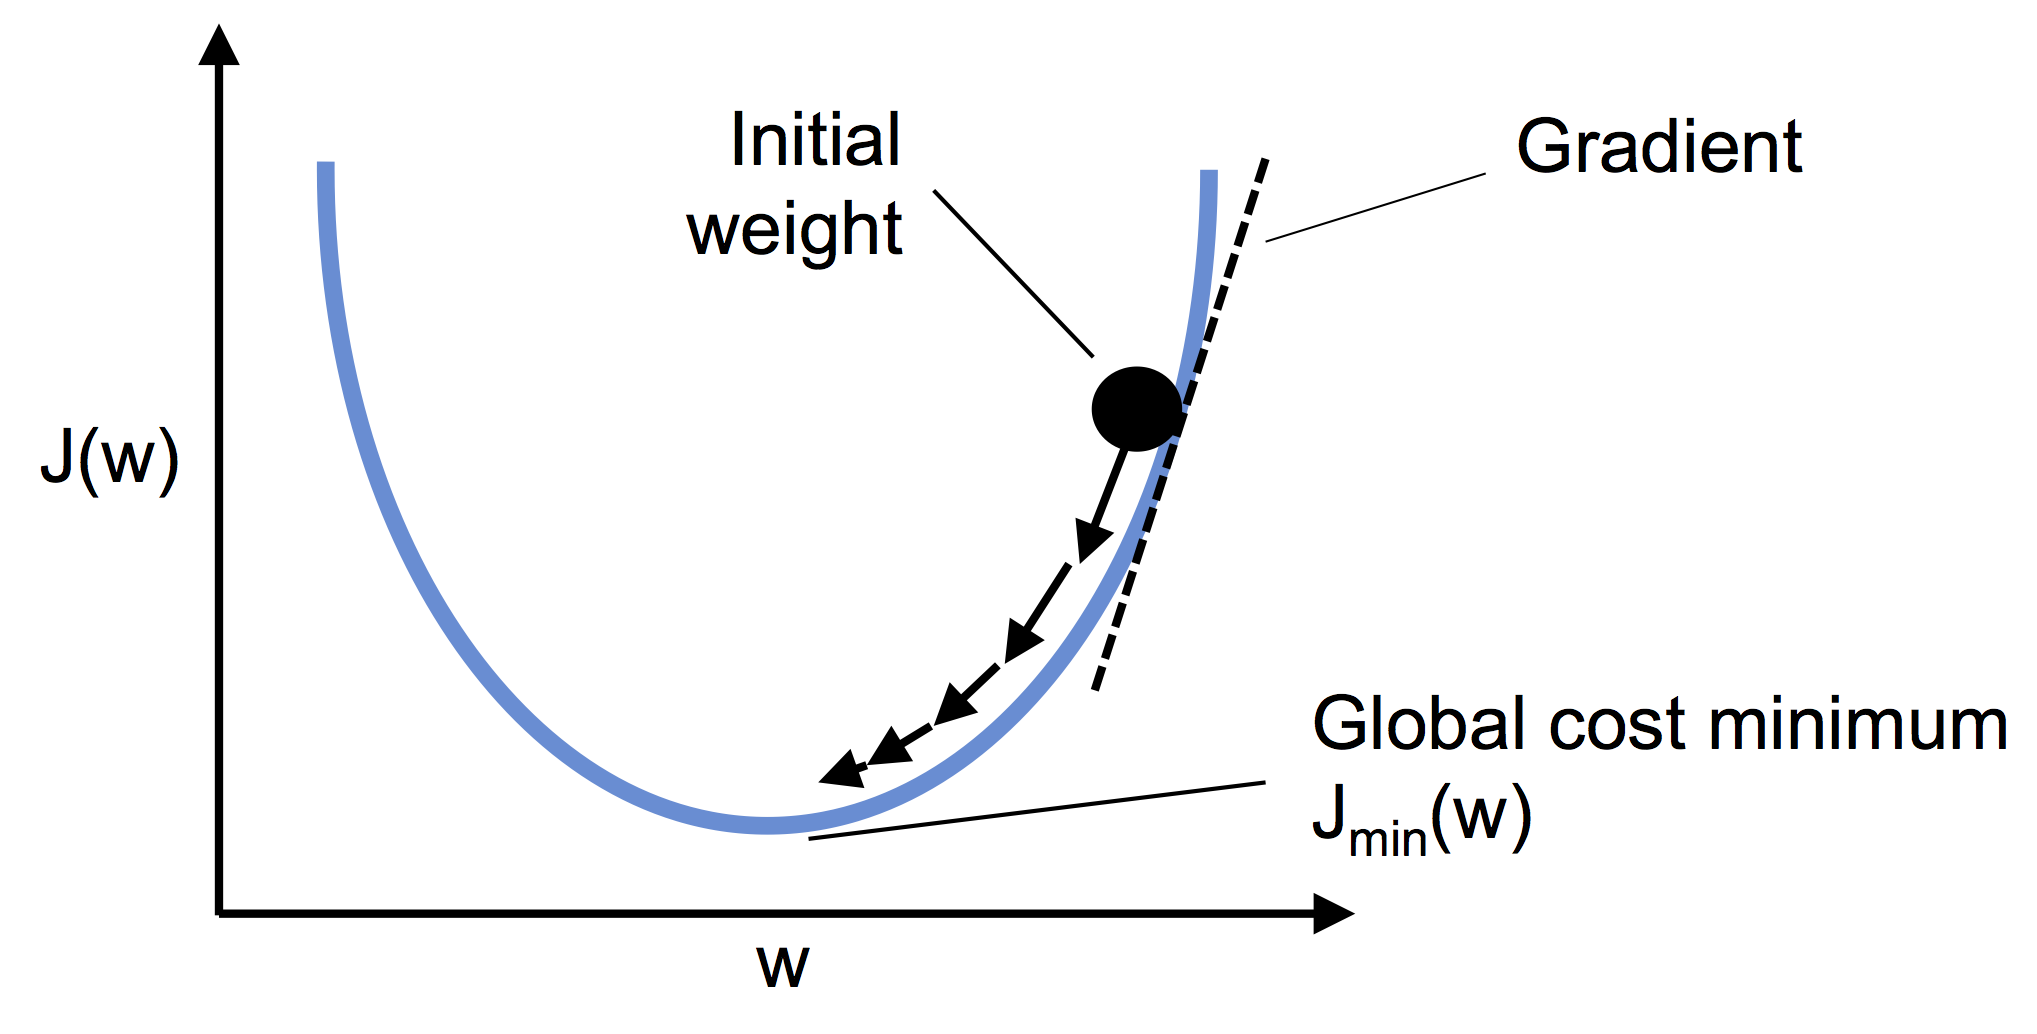 Initial
weight
Gradient
J(w)
Global cost minimum
Jmin(w)
w